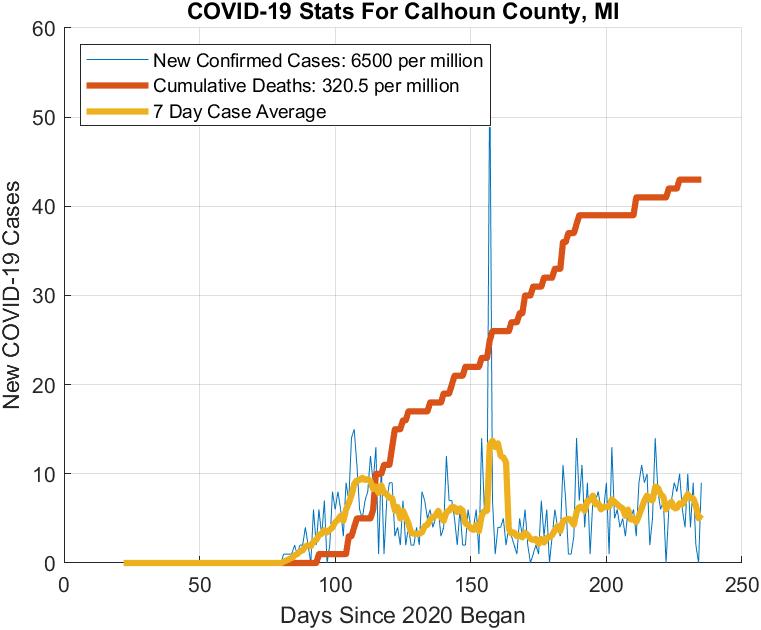 COVID-19 Stats For Calhoun County, MI
New Confirmed Cases: 6500 per million
Cumulative Deaths: 320.5 per million
7 Day Case Average
New COVID-19 Cases
60
50
40
30
20
10
0
0 50 100 150 200 250
Days Since 2020 Began